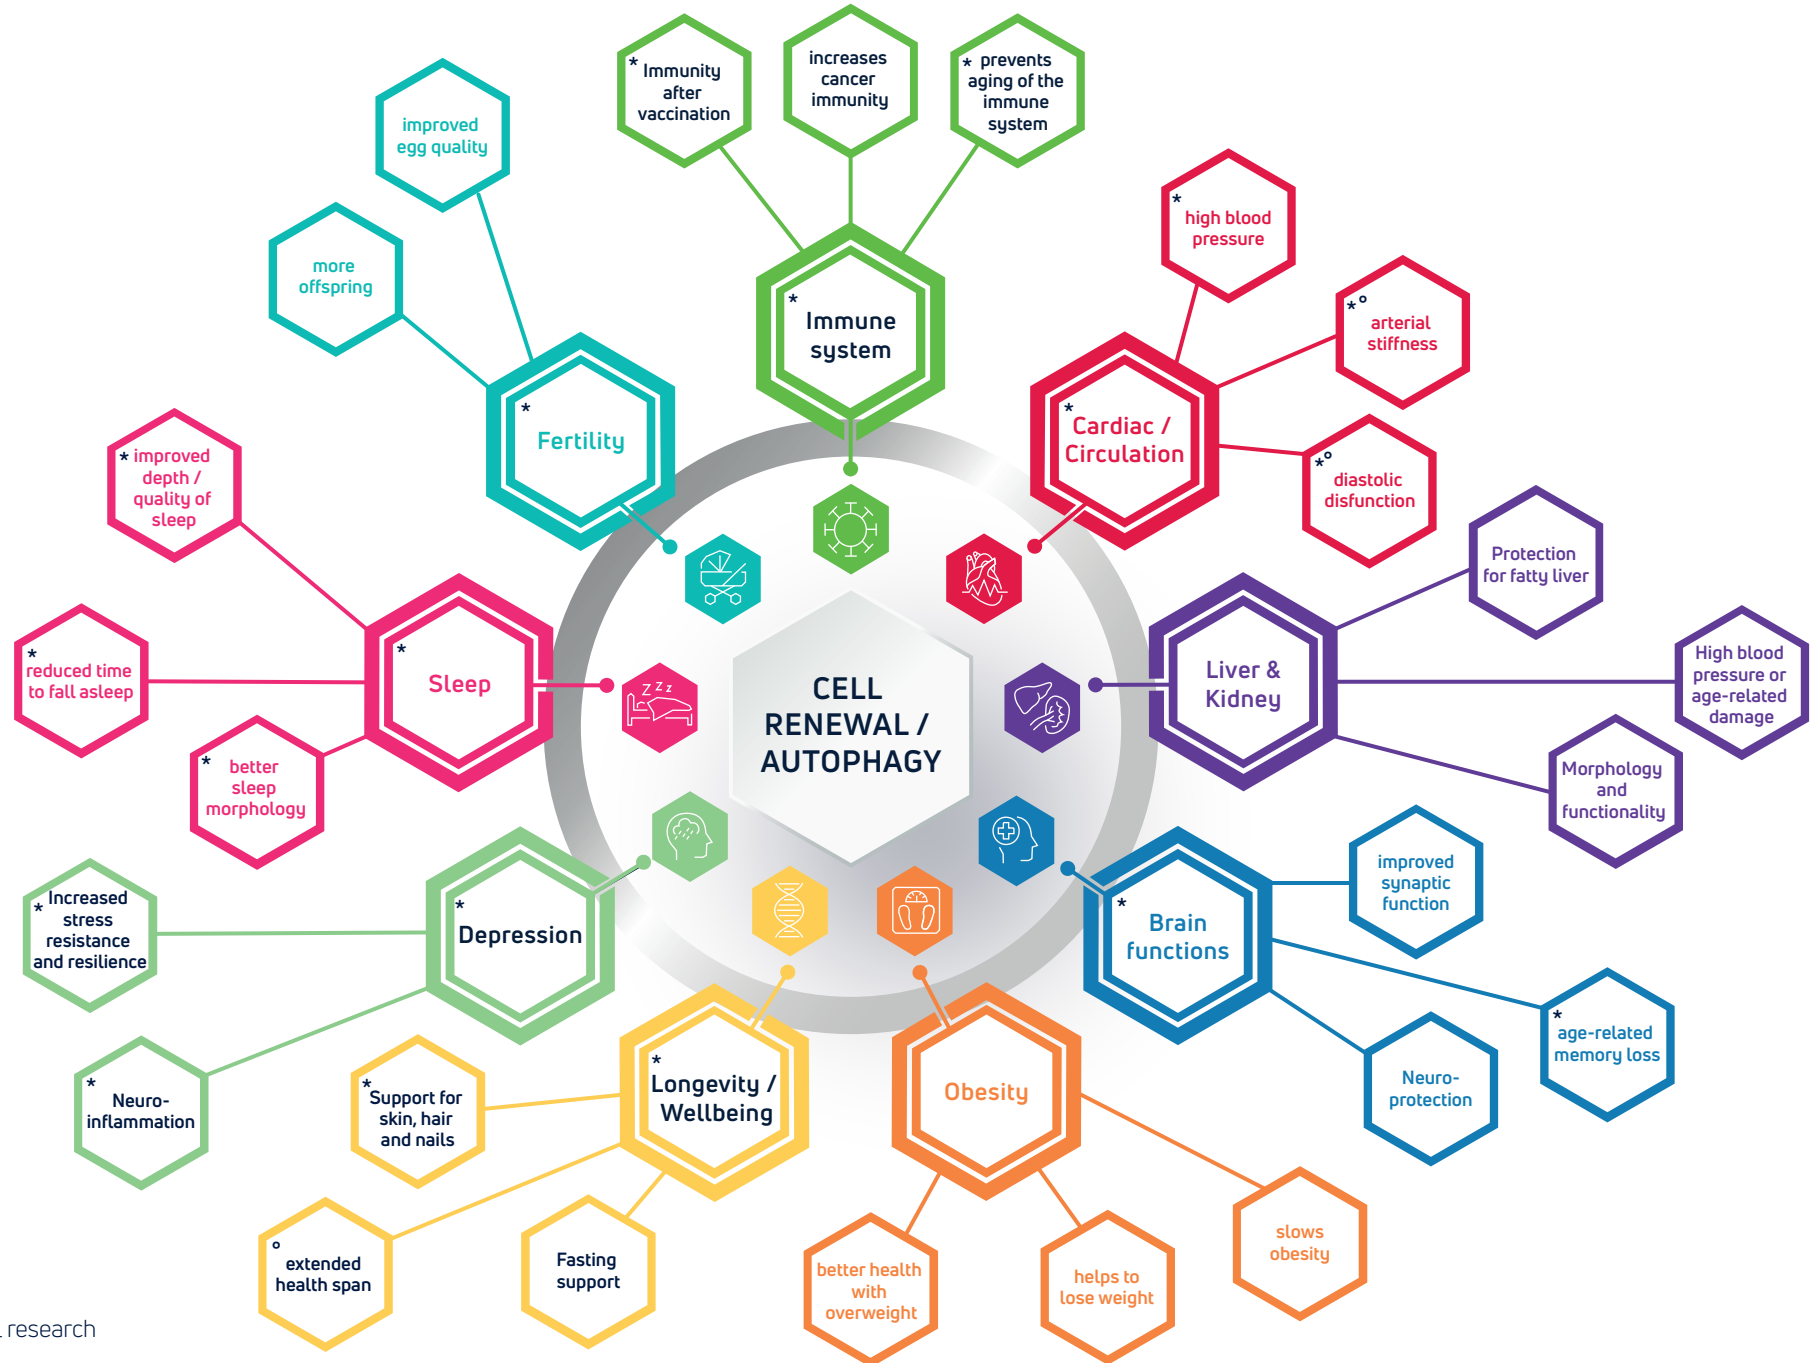 * Immunity
after
vaccination
increases
cancer
immunity
* prevents
aging of the
immune
system
improved
egg quality
more
offspring
*
high blood
pressure
*°
arterial
stiffness
*°
diastolic
disfunction
*
Immune
system
*
Fertility
*
Cardiac /
Circulation
* improved
depth /
quality of
sleep
*
reduced time
to fall asleep
*
better
sleep
morphology
*
Sleep
z z z
CELL
RENEWAL /
AUTOPHAGY
Liver &
Kidney
Protection
for fatty liver
High blood
pressure or
age-related
damage
Morphology
and
functionality
* Increased
stress
resistance
and resilience
*
Neuro-
inflammation
*
Depression
*
Brain
functions
improved
synaptic
function
*
age-related
memory loss
Neuro-
protection
*
Longevity /
Wellbeing
*Support for
skin, hair
and nails
°
extended
health span
Fasting
support
Obesity
better health
with
overweight
helps to
lose weight
slows
obesity
research